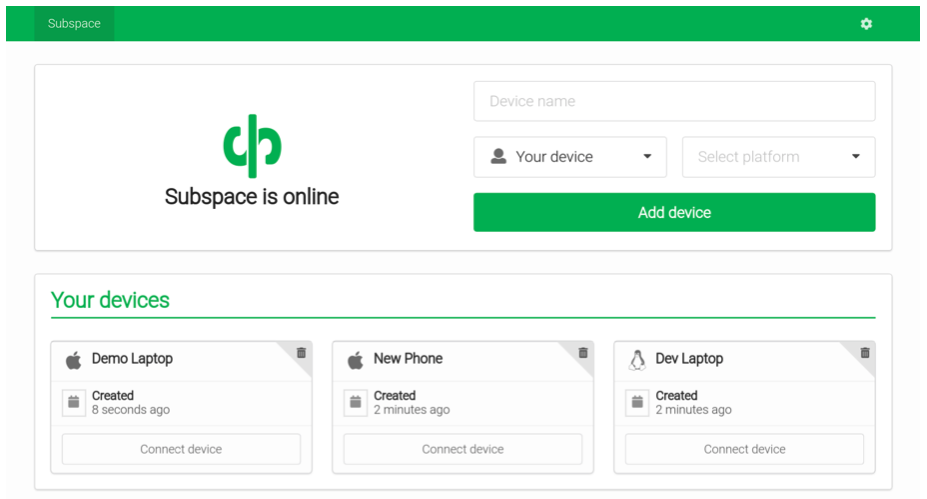 Subspace
Device name
Your device
Select platform
Subspace is online
Add device
Your devices
Demo Laptop
Created
8 seconds ago
Connect device
New Phone
Created
2 minutes ago
Connect device
Dev Laptop
Created
2 minutes ago
Connect device